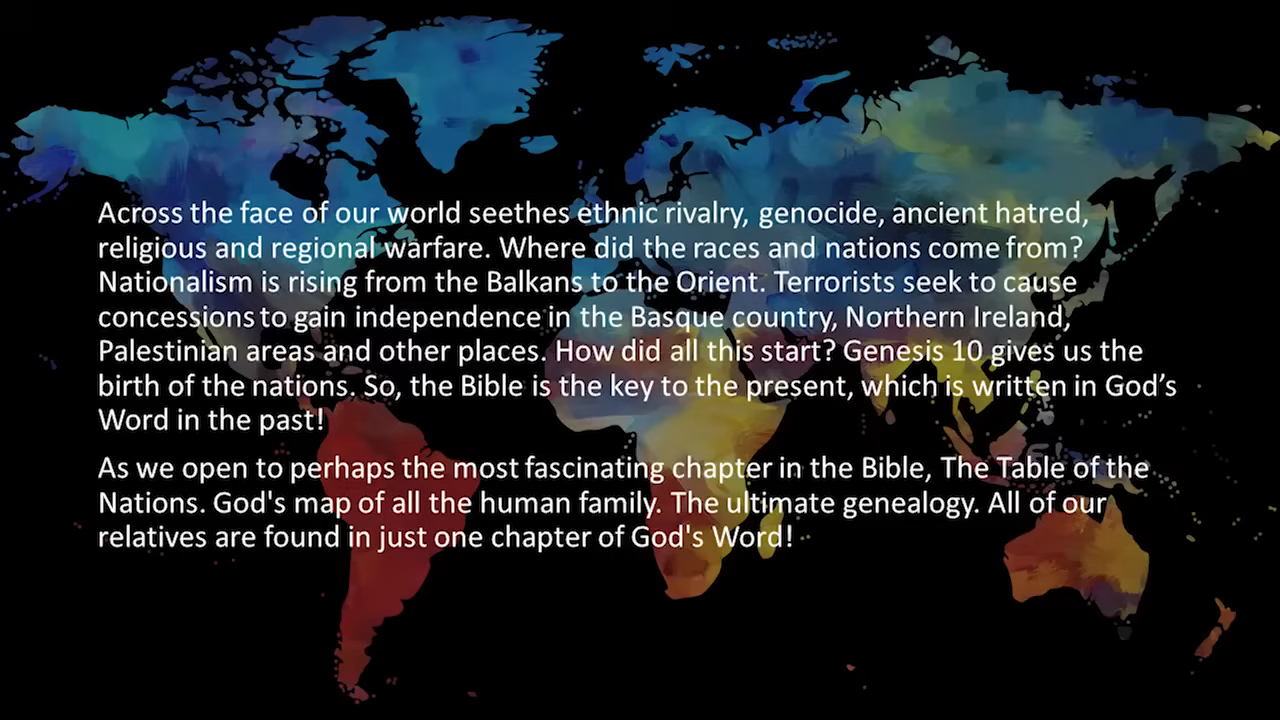 Across the face of our world seethes ethnic rivalry, genocide, ancient hatred,
religious and regional warfare. Where did the races and nations come from?
Nationalism is rising from the Balkans to the Orient. Terrorists seek to cause
concessions to gain independence in the Basque country, Northern Ireland,
Palestinian areas and other places. How did all this start? Genesis 10 gives us the
birth of the nations. So, the Bible is the key to the present, which is written in God’s
Word in the past!
As we open to perhaps the most fascinating chapter in the Bible, The Table of the
Nations. God's map of all the human family. The ultimate genealogy. All of our
relatives are found in just one chapter of God's Word!